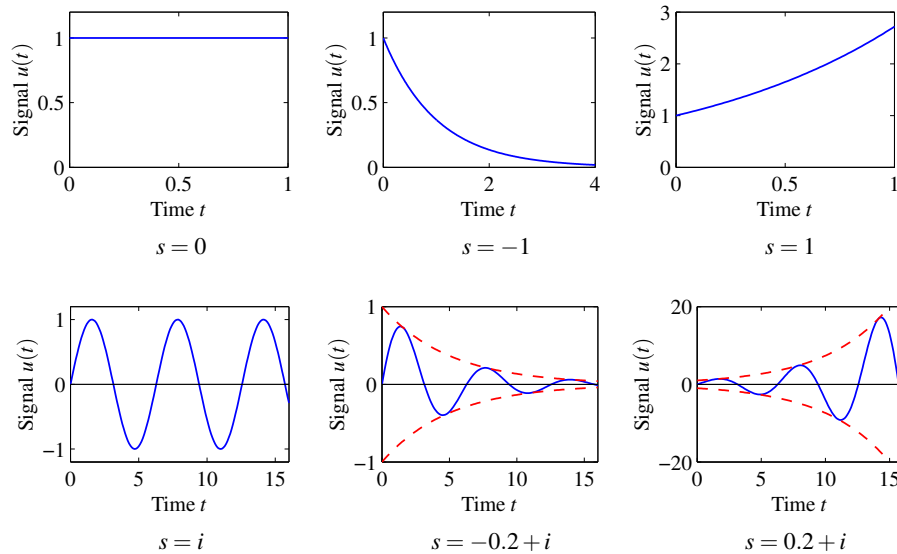 Signal u(t)
1
0.5
0
0 0.5 1
Time t
s = 0
Signal u(t)
1
0.5
0
0 2 4
Time t
s = −1
Signal u(t)
3
2
1
0
0 0.5 1
Time t
s = 1
Signal u(t)
1
0
−1
0 5 10 15
Time t
s = i
Signal u(t)
1
0
−1
0 5 10 15
Time t
s = −0.2 + i
Signal u(t)
20
0
−20
0 5 10 15
Time t
s = 0.2 + i